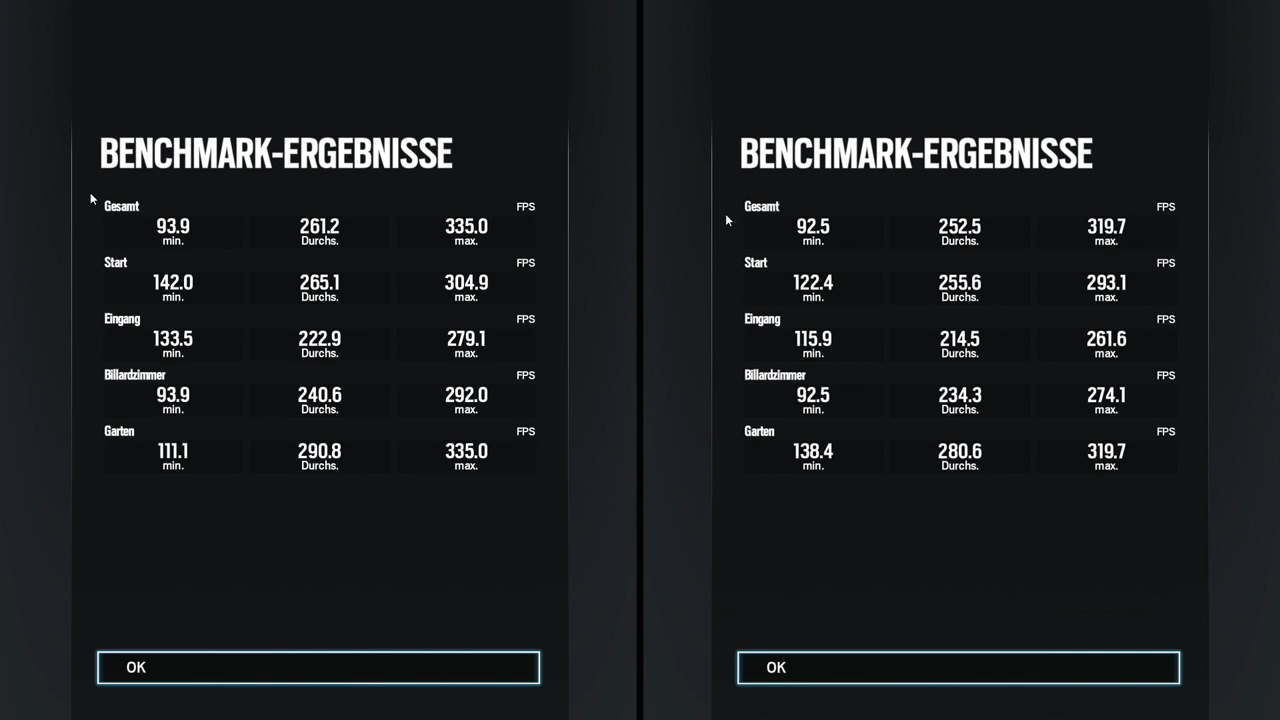 BENCHMARK-ERGEBNISSE
Gesamt FPS
93.9 261.2 335.0
min. Durchs. max.
Start FPS
142.0 265.1 304.9
min. Durchs. max.
Eingang FPS
133.5 222.9 279.1
min. Durchs. max.
Billardzimmer FPS
93.9 240.6 292.0
min. Durchs. max.
Garten FPS
111.1 290.8 335.0
min. Durchs. max.
OK
BENCHMARK-ERGEBNISSE
Gesamt FPS
92.5 252.5 319.7
min. Durchs. max.
Start FPS
122.4 255.6 293.1
min. Durchs. max.
Eingang FPS
115.9 214.5 261.6
min. Durchs. max.
Billardzimmer FPS
92.5 234.3 274.1
min. Durchs. max.
Garten FPS
138.4 280.6 319.7
min. Durchs. max.
OK